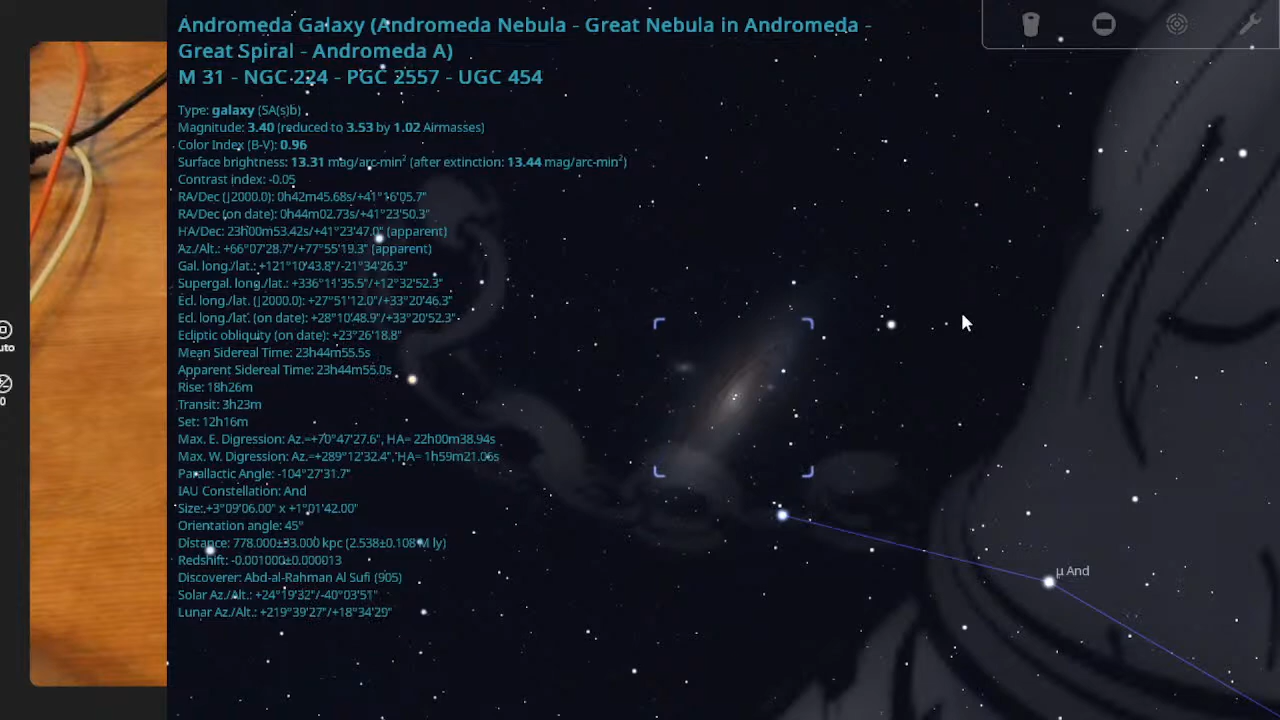 Andromeda Galaxy (Andromeda Nebula - Great Nebula in Andromeda -
Great Spiral - Andromeda A)
M 31 - NGC 224 - PGC 2557 - UGC 454
Type: galaxy (SA(s)b)
Magnitude: 3.40 (reduced to 3.53 by 1.02 Airmasses)
Color Index (B-V): 0.96
Surface brightness: 13.31 mag/arc-min² (after extinction: 13.44 mag/arc-min²)
Contrast index: -0.05
RA/Dec (J2000.0): 0h42m45.68s/+41°16'05.7"
RA/Dec (on date): 0h44m02.73s/+41°23'50.3"
HA/Dec: 23h00m53.42s/+41°23'47.0" (apparent)
Az./Alt.: +66°07'28.7"/+77°55'19.3" (apparent)
Gal. long./lat.: +121°10'43.8"/-21°34'26.3"
Supergal. long./lat.: +336°11'35.5"/+12°32'52.3"
Ecl. long./lat. (J2000.0): +27°51'12.0"/+33°20'46.3"
Ecl. long./lat. (on date): +28°10'48.9"/+33°20'52.3"
Ecliptic obliquity (on date): +23°26'18.8"
Mean Sidereal Time: 23h44m55.5s
Apparent Sidereal Time: 23h44m55.0s
Rise: 18h26m
Transit: 3h23m
Set: 12h16m
Max. E. Digression: Az.=+70°47'27.6", HA= 22h00m38.94s
Max. W. Digression: Az.=+289°12'32.4", HA= 1h59m21.06s
Parallactic Angle: -104°27'31.7"
IAU Constellation: And
Size: +3°09'06.00" x +1°01'42.00"
Orientation angle: 45°
Distance: 778.000±33.000 kpc (2.538±0.108 M ly)
Redshift: -0.001000±0.000013
Discoverer: Abd-al-Rahman Al Sufi (905)
Solar Az./Alt.: +24°19'32"/-40°03'51"
Lunar Az./Alt.: +219°39'27"/+18°34'29"
μ And
uto
0